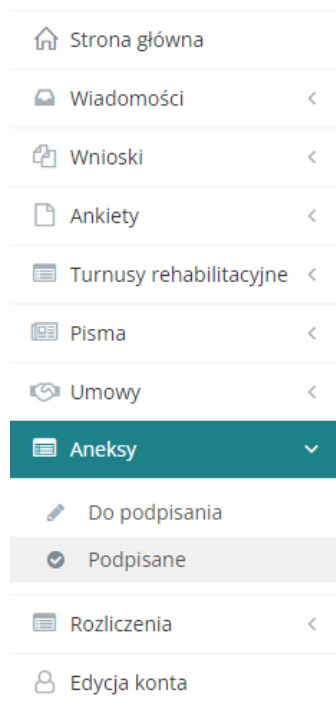 Strona główna
Wiadomości
Wnioski
Ankiety
Turnusy rehabilitacyjne
Pisma
Umowy
Aneksy
Do podpisania
Podpisane
Rozliczenia
Edycja konta